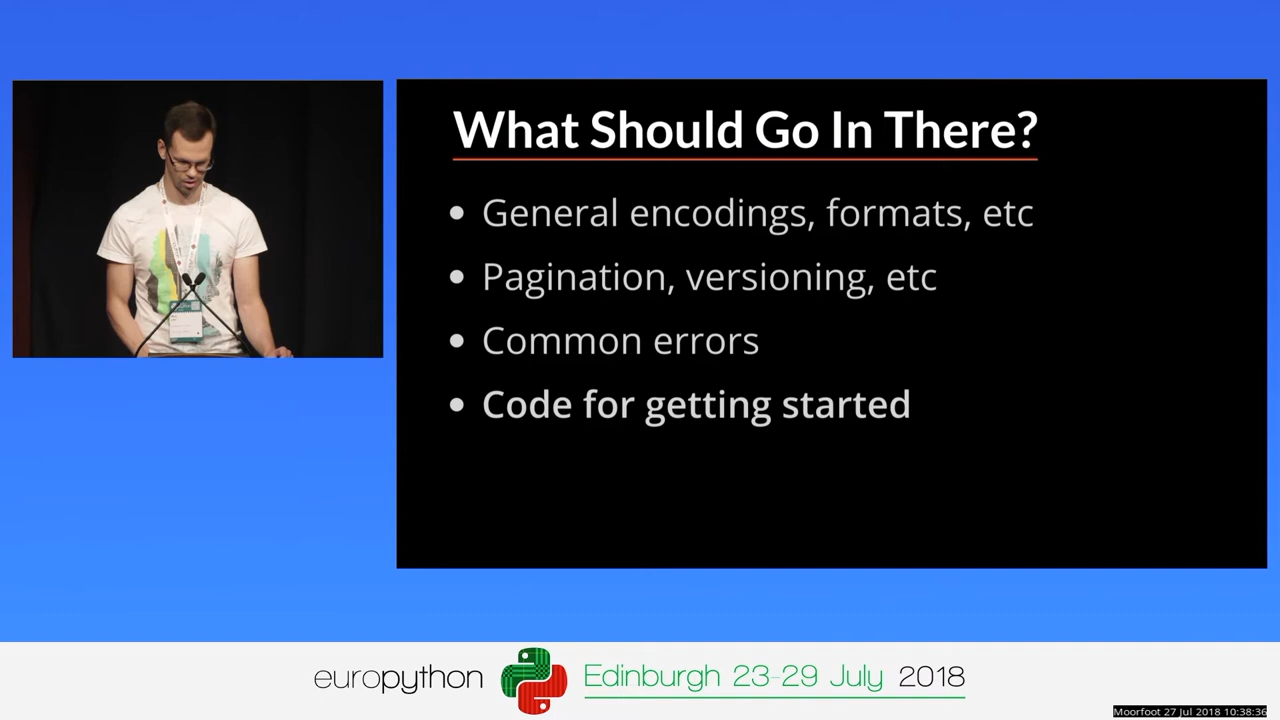 What Should Go In There?
• General encodings, formats, etc
• Pagination, versioning, etc
• Common errors
• Code for getting started
europython Edinburgh 23-29 July 2018
Moorfoot 27 Jul 2018 10:38:36